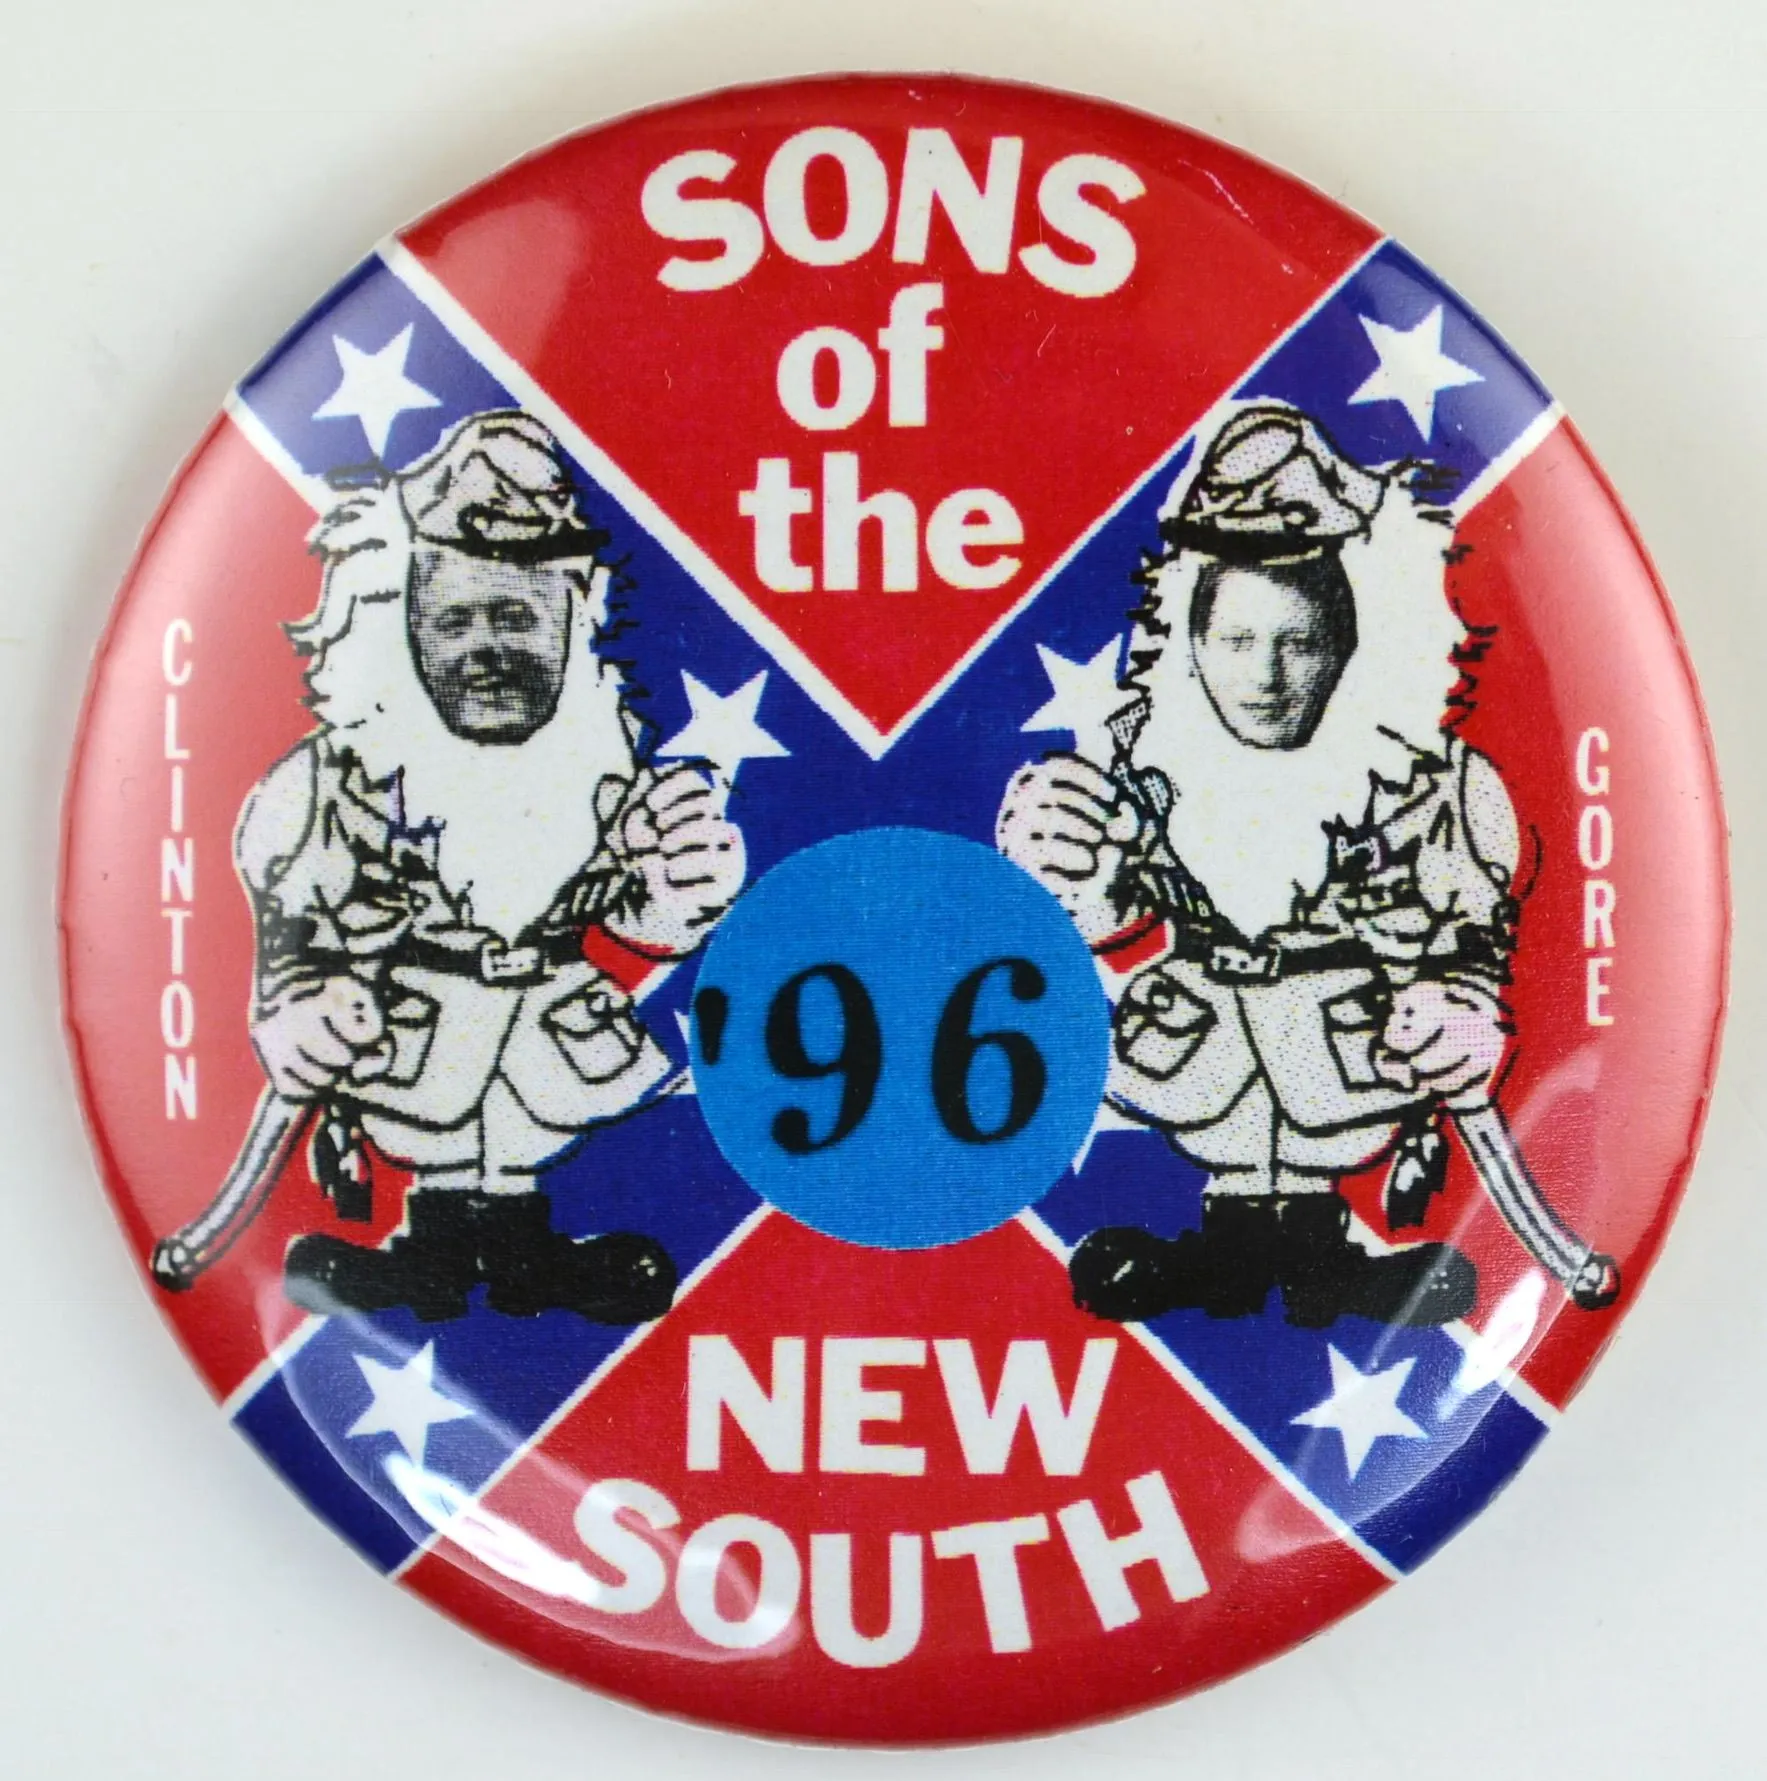 SONS
of
the
CLINTON
GORE
'96
NEW
SOUTH